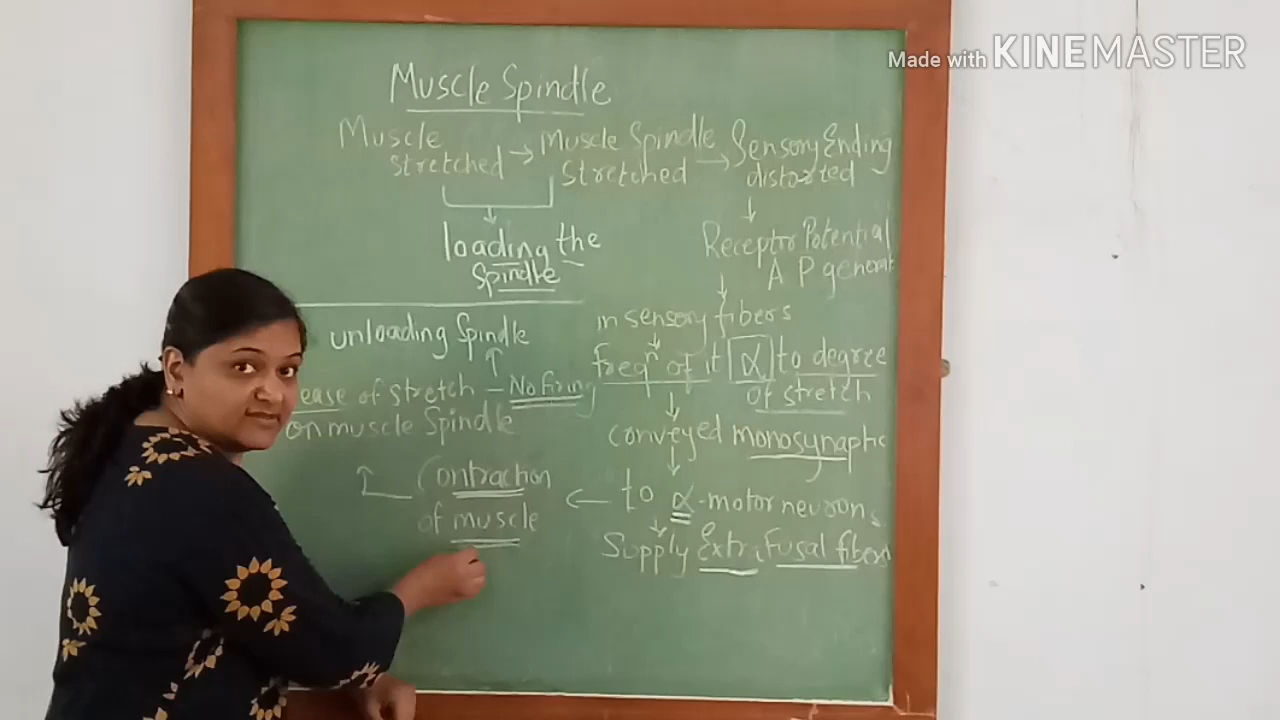 Made with KINEMASTER
Muscle Spindle
Muscle stretched → Muscle Spindle stretched → Sensory Ending distorted
↓
Receptor Potential
A P generat
↓
loading the
Spindle
in sensory fibers
↓
freqⁿ of it α to degree
of stretch
↓
conveyed monosynaptic
↓
to α-motor neurons
↓
Supply Extrafusal fibers
← Contraction
of muscle
unloading Spindle
↑
ease of stretch – No firing
on muscle Spindle